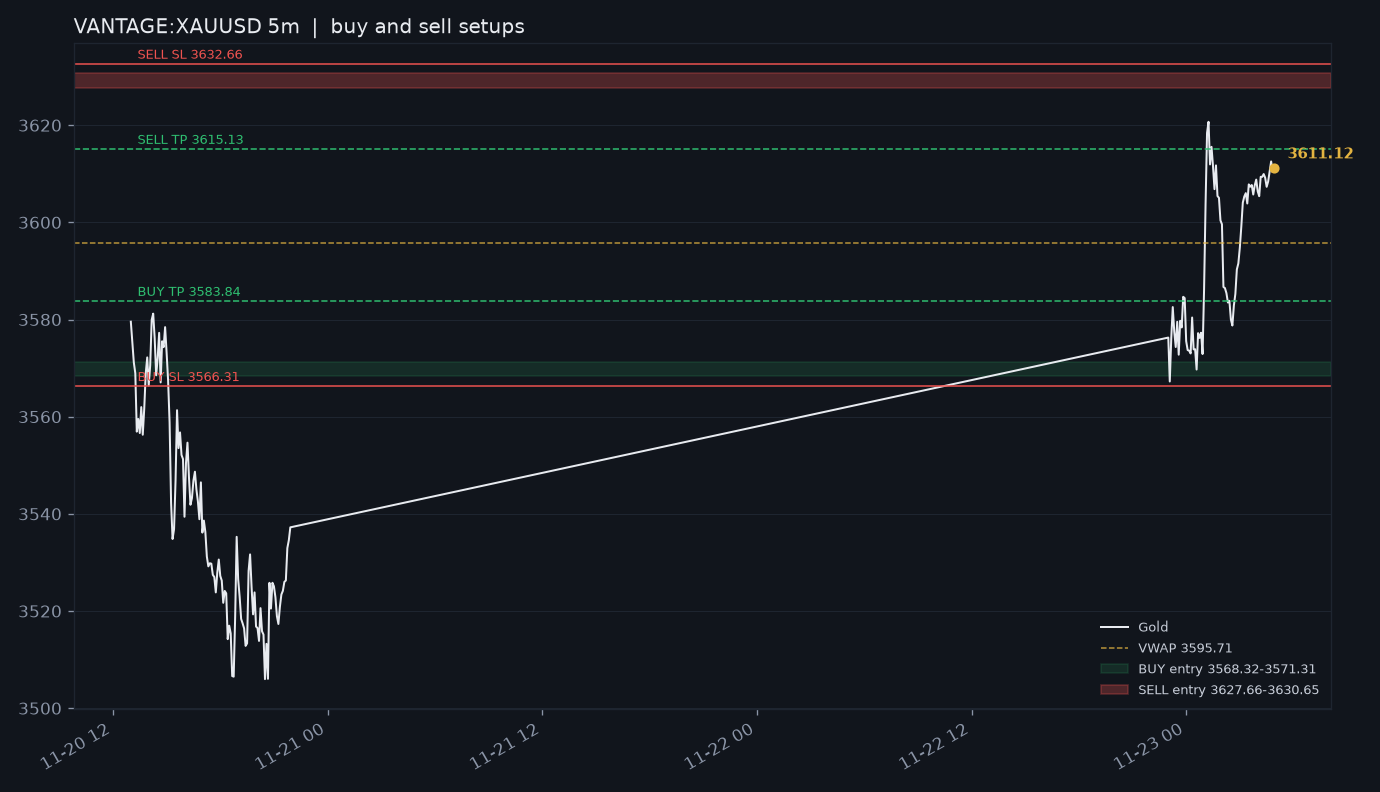 VANTAGE:XAUUSD 5m | buy and sell setups
SELL SL 3632.66
3620
SELL TP 3615.13
3611.12
3600
BUY TP 3583.84
3580
BUY SL 3566.31
3560
3540
3520
3500
Gold
VWAP 3595.71
BUY entry 3568.32-3571.31
SELL entry 3627.66-3630.65
11-20 12
11-21 00
11-21 12
11-22 00
11-22 12
11-23 00